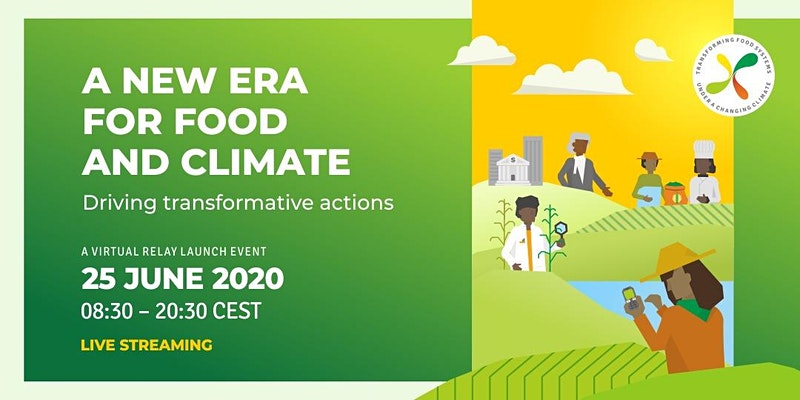 A NEW ERA
FOR FOOD
AND CLIMATE
Driving transformative actions
A VIRTUAL RELAY LAUNCH EVENT
25 JUNE 2020
08:30 – 20:30 CEST
LIVE STREAMING
TRANSFORMING FOOD SYSTEMS
UNDER A CHANGING CLIMATE
$